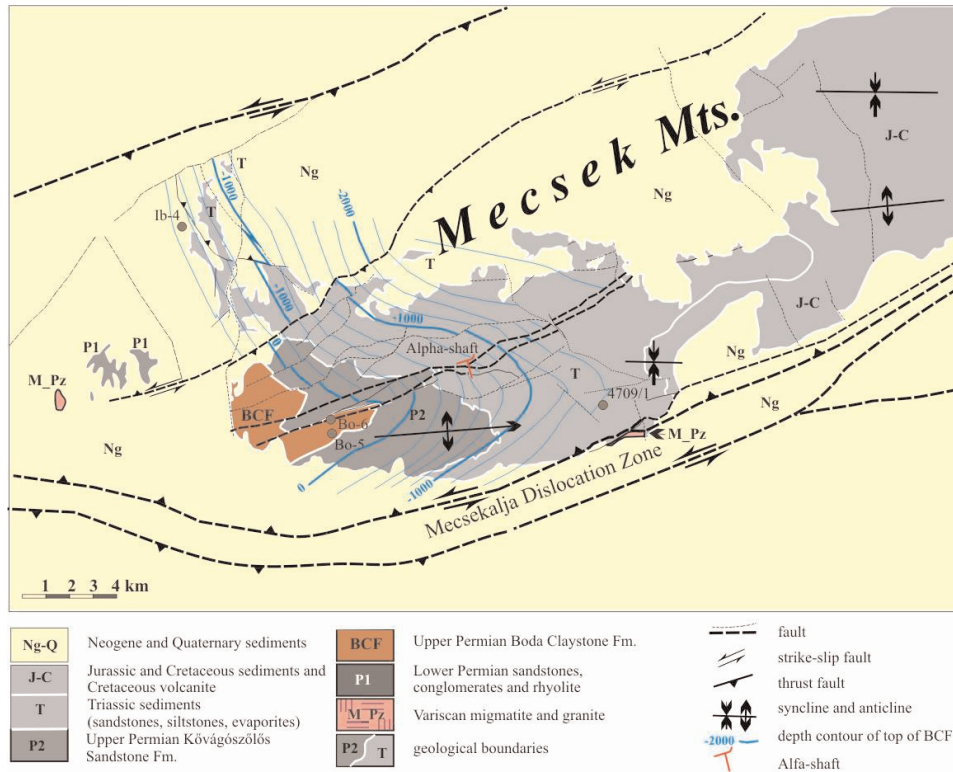 Mecsek Mts.
J-C
T
-1000
Ng
-2000
Ng
Ib-4
T
T
-1000
-1000
J-C
P1
P1
0
Alpha-shaft
Ng
M_Pz
T
4709/1
BCF
P2
Ng
Bo-6
M_Pz
Ng
Bo-5
0
-1000
Mecsekalja Dislocation Zone
1 2 3 4 km
Ng-Q
Neogene and Quaternary sediments
J-C
Jurassic and Cretaceous sediments and
Cretaceous volcanite
T
Triassic sediments
(sandstones, siltstones, evaporites)
P2
Upper Permian Kővágószőlős
Sandstone Fm.
BCF
Upper Permian Boda Claystone Fm.
P1
Lower Permian sandstones,
conglomerates and rhyolite
M_Pz
Variscan migmatite and granite
P2
T
geological boundaries
fault
strike-slip fault
thrust fault
syncline and anticline
-2000
depth contour of top of BCF
Alfa-shaft